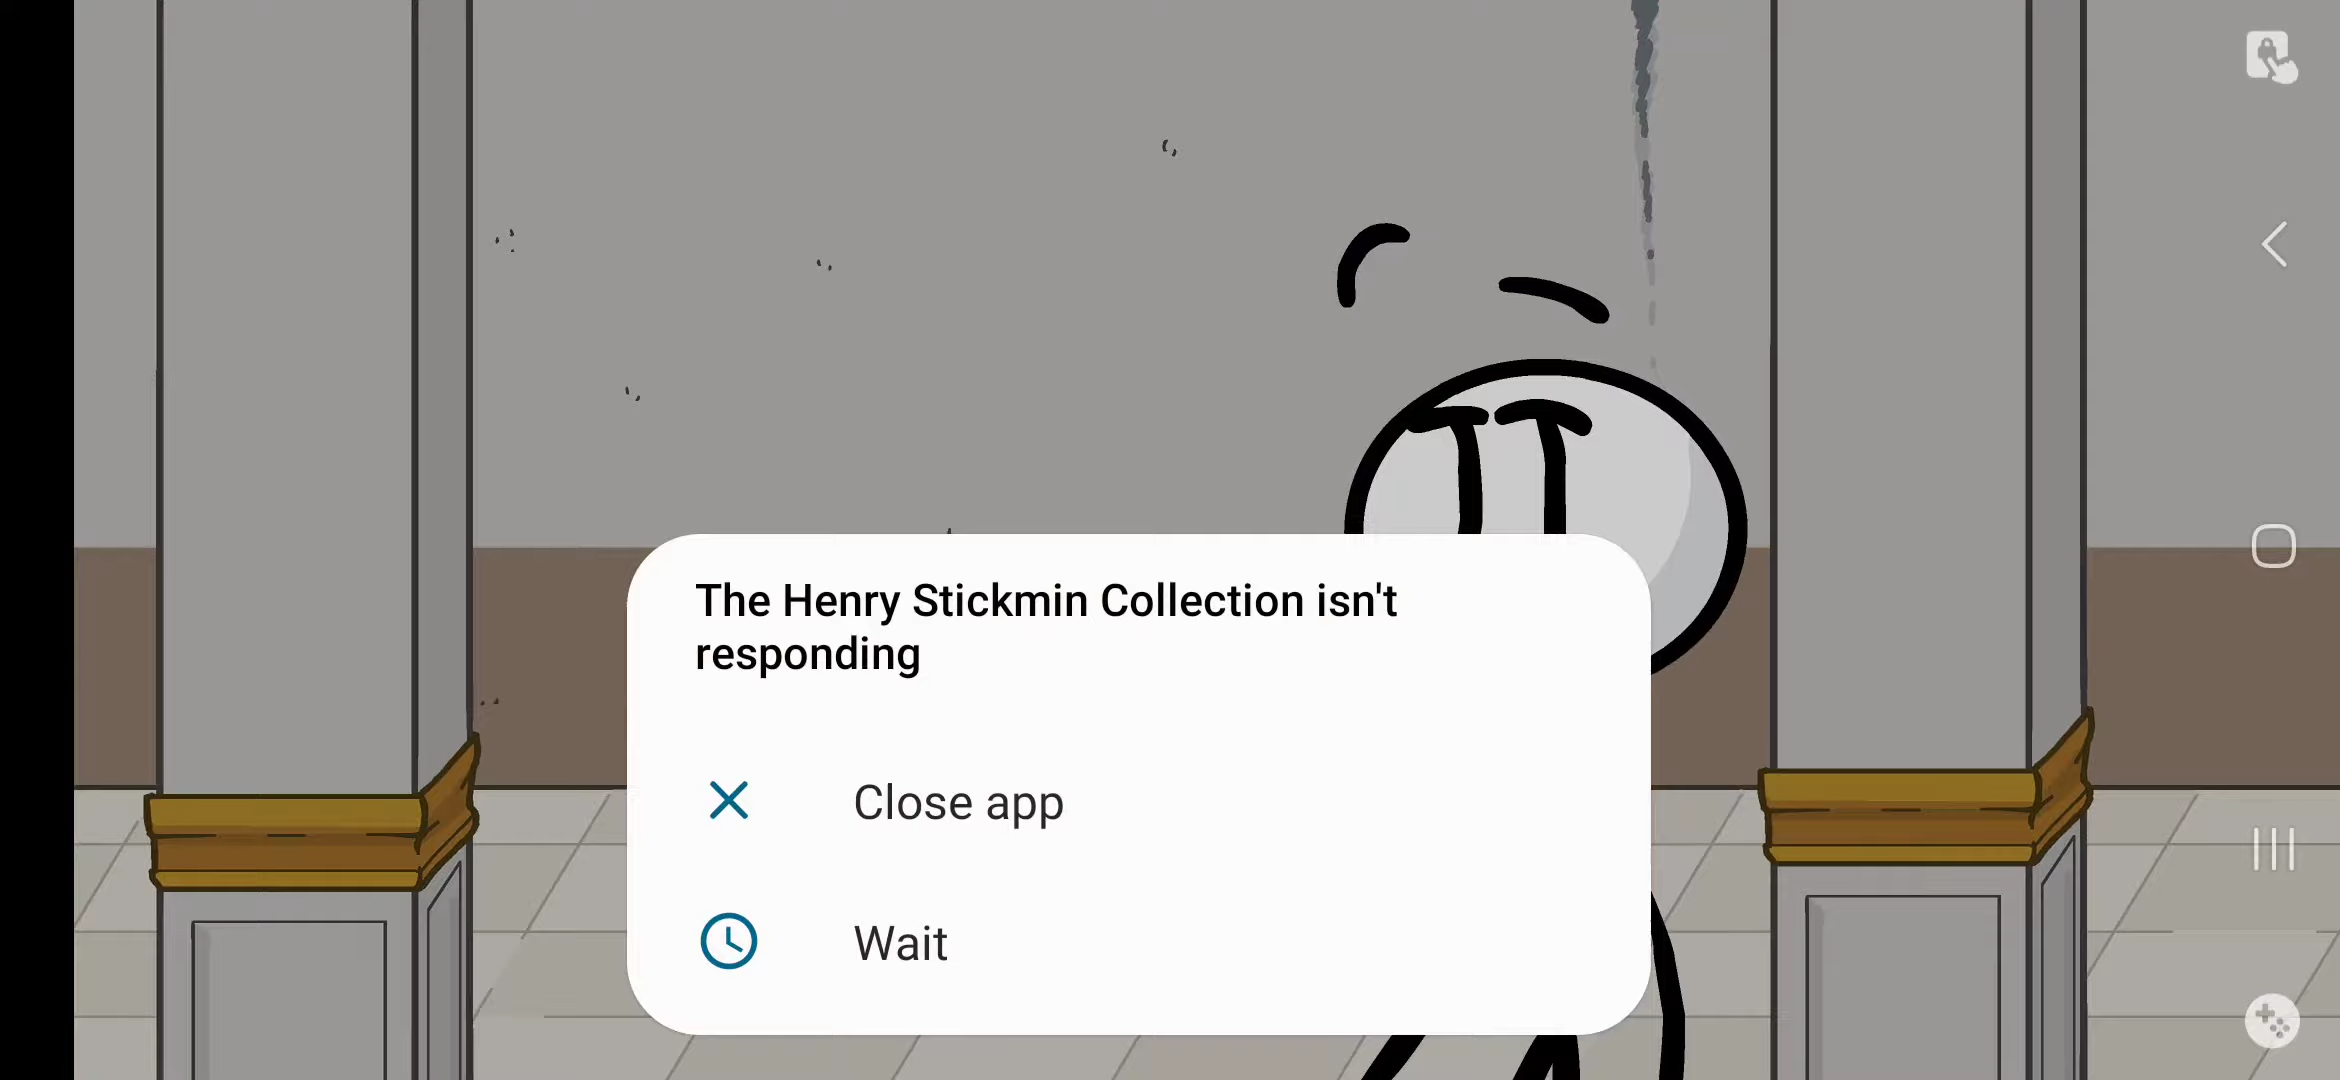 The Henry Stickmin Collection isn't
responding
Close app
Wait